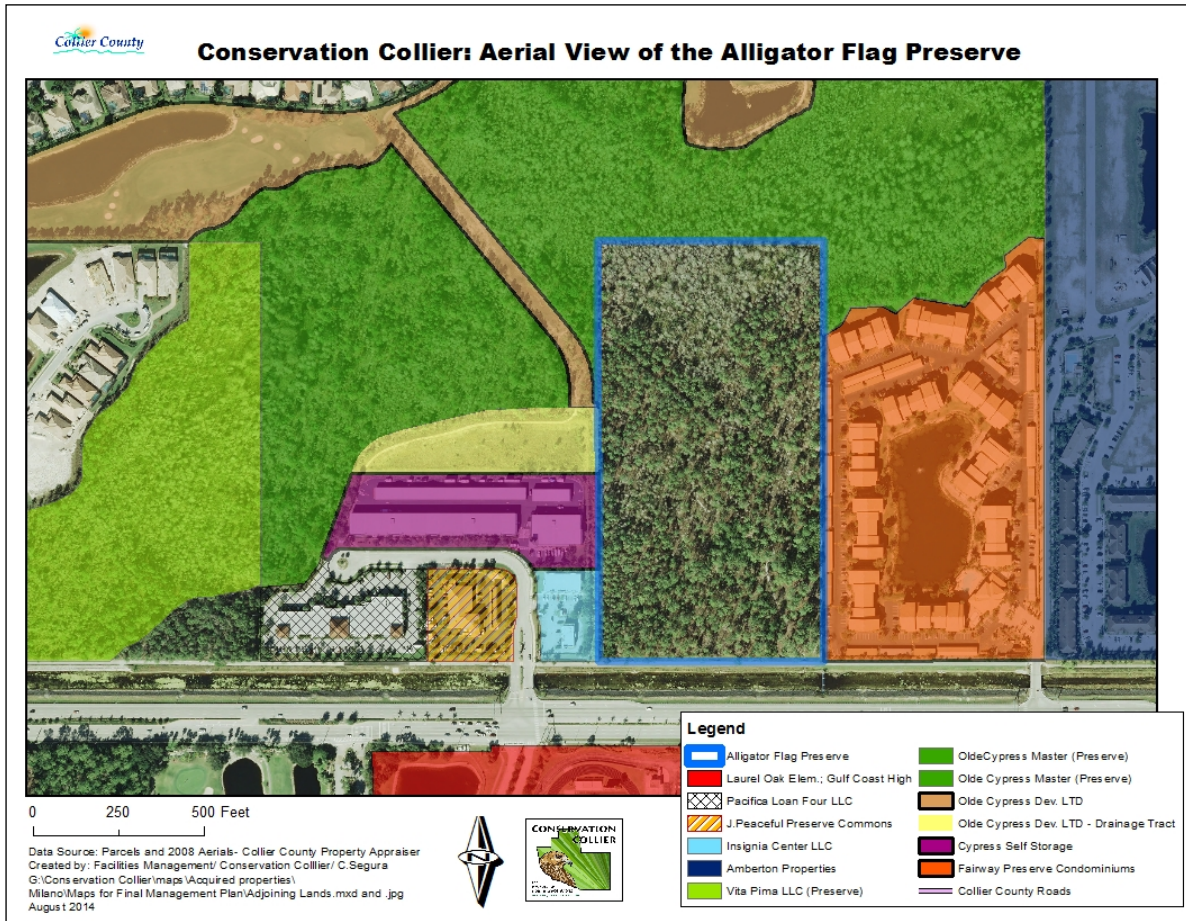 Collier County
Conservation Collier: Aerial View of the Alligator Flag Preserve
Legend
Alligator Flag Preserve
Laurel Oak Elem.; Gulf Coast High
Pacifica Loan Four LLC
J.Peaceful Preserve Commons
Insignia Center LLC
Amberton Properties
Vita Pima LLC (Preserve)
OldeCypress Master (Preserve)
Olde Cypress Master (Preserve)
Olde Cypress Dev. LTD
Olde Cypress Dev. LTD - Drainage Tract
Cypress Self Storage
Fairway Preserve Condominiums
Collier County Roads
0 250 500 Feet
Data Source: Parcels and 2008 Aerials- Collier County Property Appraiser
Created by: Facilities Management/ Conservation Colllier/ C.Segura
G:\Conservation Collier\maps\Acquired properties\
Milano\Maps for Final Management Plan\Adjoining Lands.mxd and .jpg
August 2014
N
CONSERVATION
COLLIER